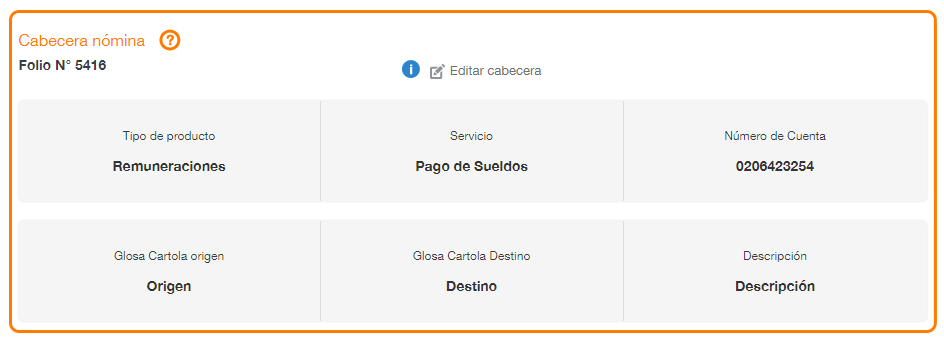 Cabecera nómina ?
Folio N° 5416
i Editar cabecera
Tipo de producto Servicio Número de Cuenta
Remuneraciones Pago de Sueldos 0206423254
Glosa Cartola origen Glosa Cartola Destino Descripción
Origen Destino Descripción